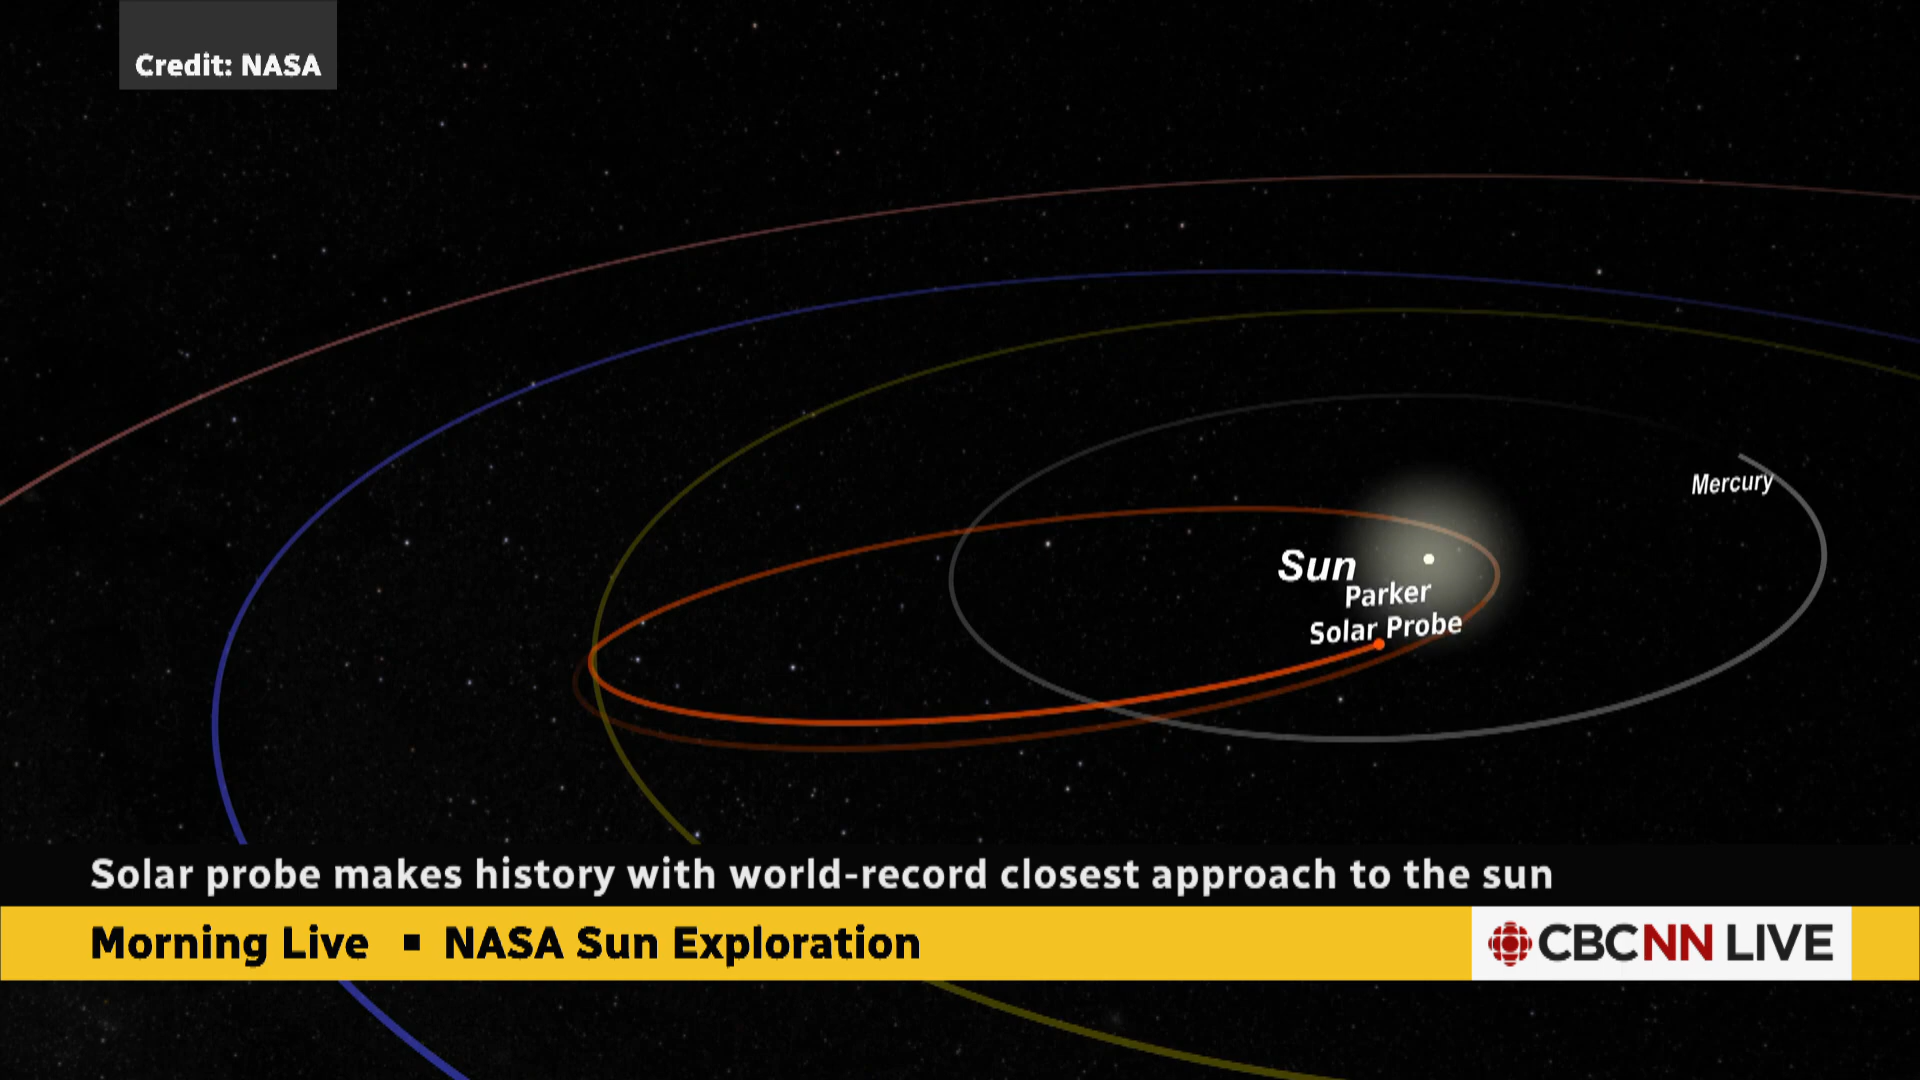 Credit: NASA
Mercury
Sun
Parker
Solar Probe
Solar probe makes history with world-record closest approach to the sun
Morning Live ▪ NASA Sun Exploration
CBCNN LIVE